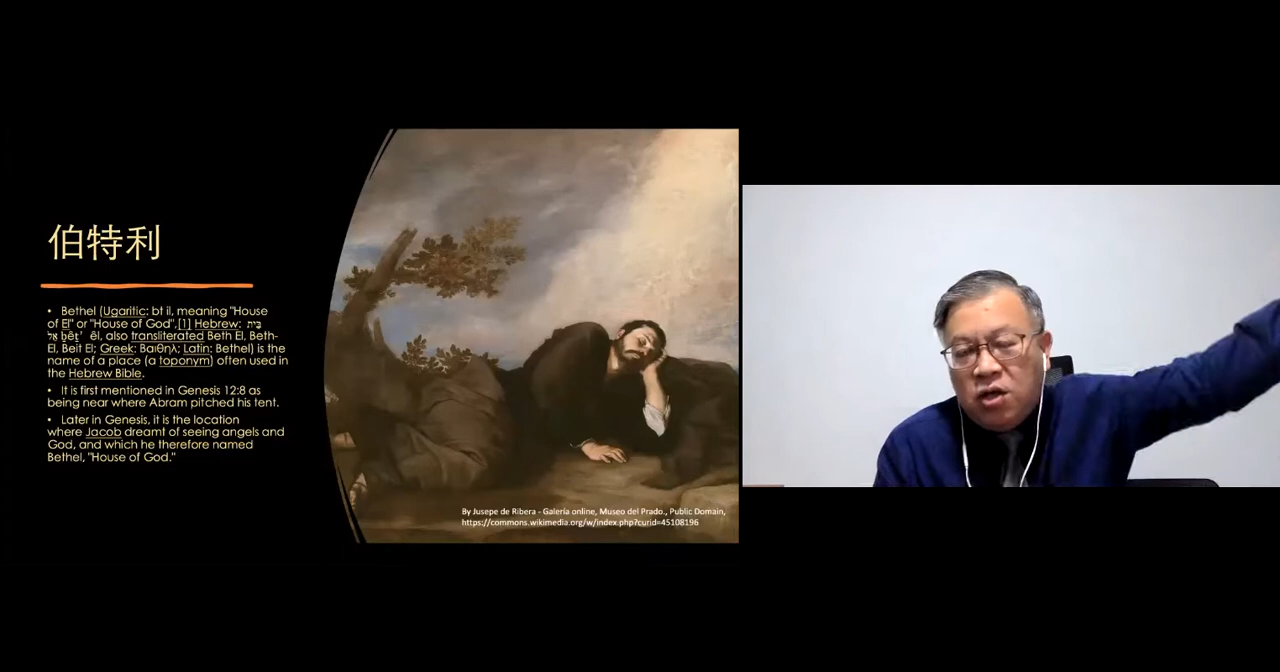 伯特利
• Bethel (Ugaritic: bt il, meaning "House
of El" or "House of God",[1] Hebrew: בֵּית
אֵל ḇêṯ' êl, also transliterated Beth El, Beth-
El, Beit El; Greek: Βαιθηλ; Latin: Bethel) is the
name of a place (a toponym) often used in
the Hebrew Bible.
• It is first mentioned in Genesis 12:8 as
being near where Abram pitched his tent.
• Later in Genesis, it is the location
where Jacob dreamt of seeing angels and
God, and which he therefore named
Bethel, "House of God."
By Jusepe de Ribera - Galería online, Museo del Prado., Public Domain,
https://commons.wikimedia.org/w/index.php?curid=45108196